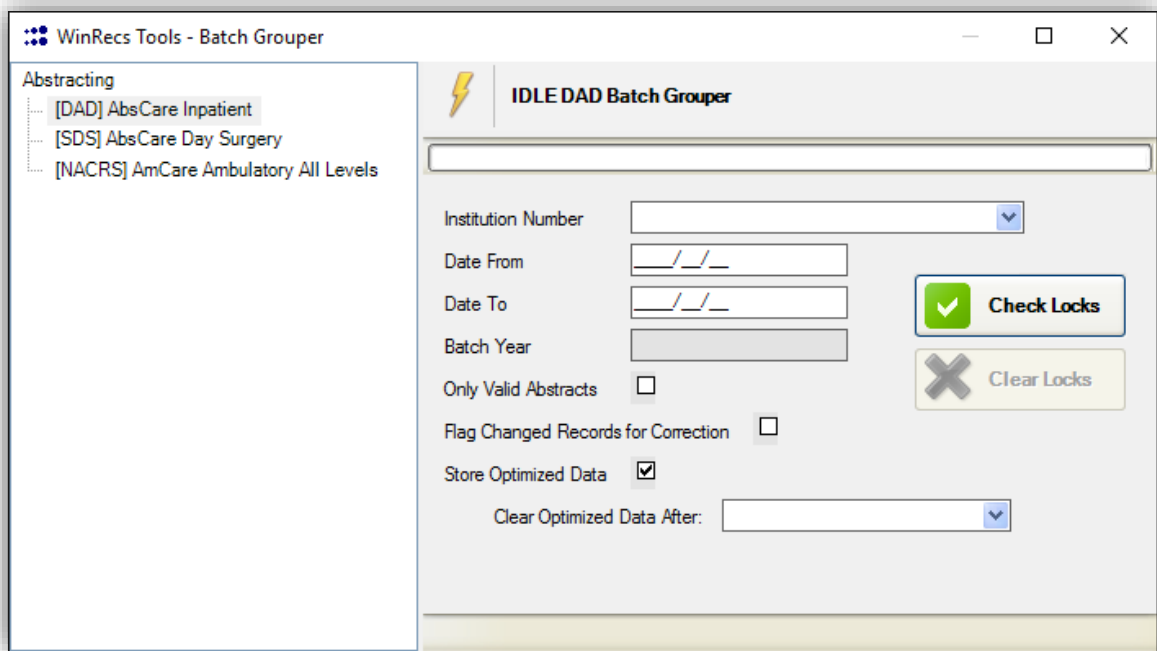 WinRecs Tools - Batch Grouper
Abstracting
[DAD] AbsCare Inpatient
[SDS] AbsCare Day Surgery
[NACRS] AmCare Ambulatory All Levels
IDLE DAD Batch Grouper
Institution Number
Date From ____/__/__
Date To ____/__/__
Batch Year
Only Valid Abstracts
Flag Changed Records for Correction
Store Optimized Data
Clear Optimized Data After:
Check Locks
Clear Locks